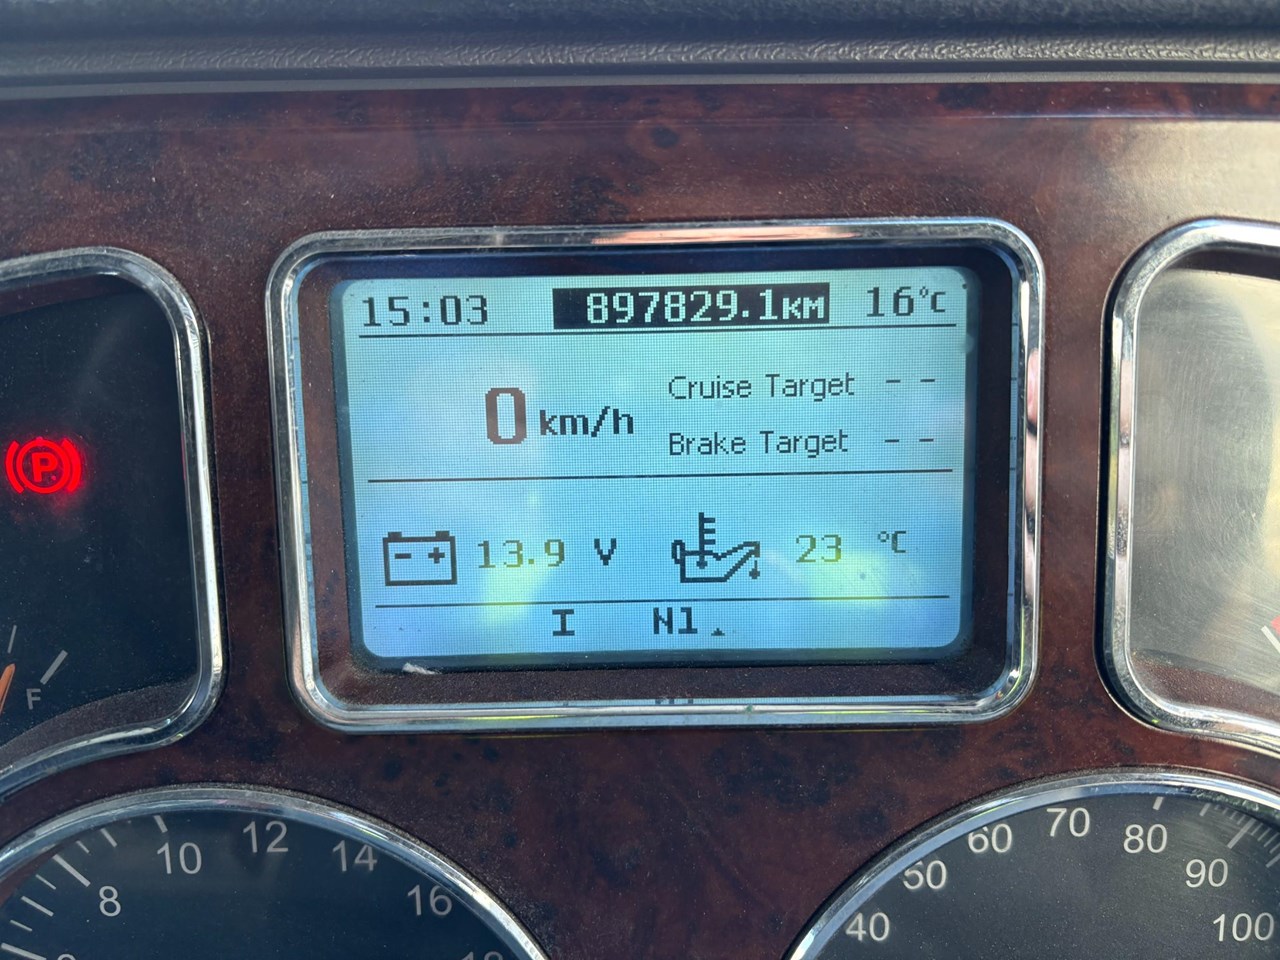 15:03 897829.1KM 16°C
0 km/h
Cruise Target --
Brake Target --
P
13.9 V 23 °C
I N1
F
8 10 12 14 16
40 50 60 70 80 90 100